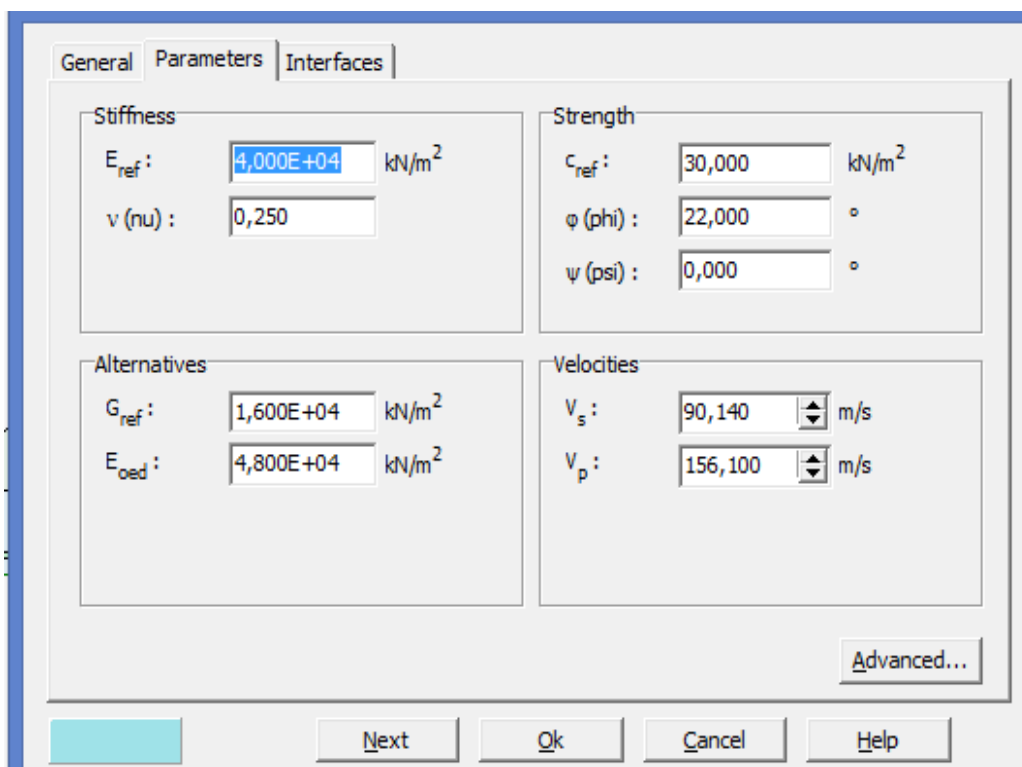 General Parameters Interfaces
Stiffness
E_ref : 4,000E+04 kN/m²
ν (nu) : 0,250
Strength
c_ref : 30,000 kN/m²
φ (phi) : 22,000 °
ψ (psi) : 0,000 °
Alternatives
G_ref : 1,600E+04 kN/m²
E_oed : 4,800E+04 kN/m²
Velocities
V_s : 90,140 m/s
V_p : 156,100 m/s
Advanced...
Next Ok Cancel Help